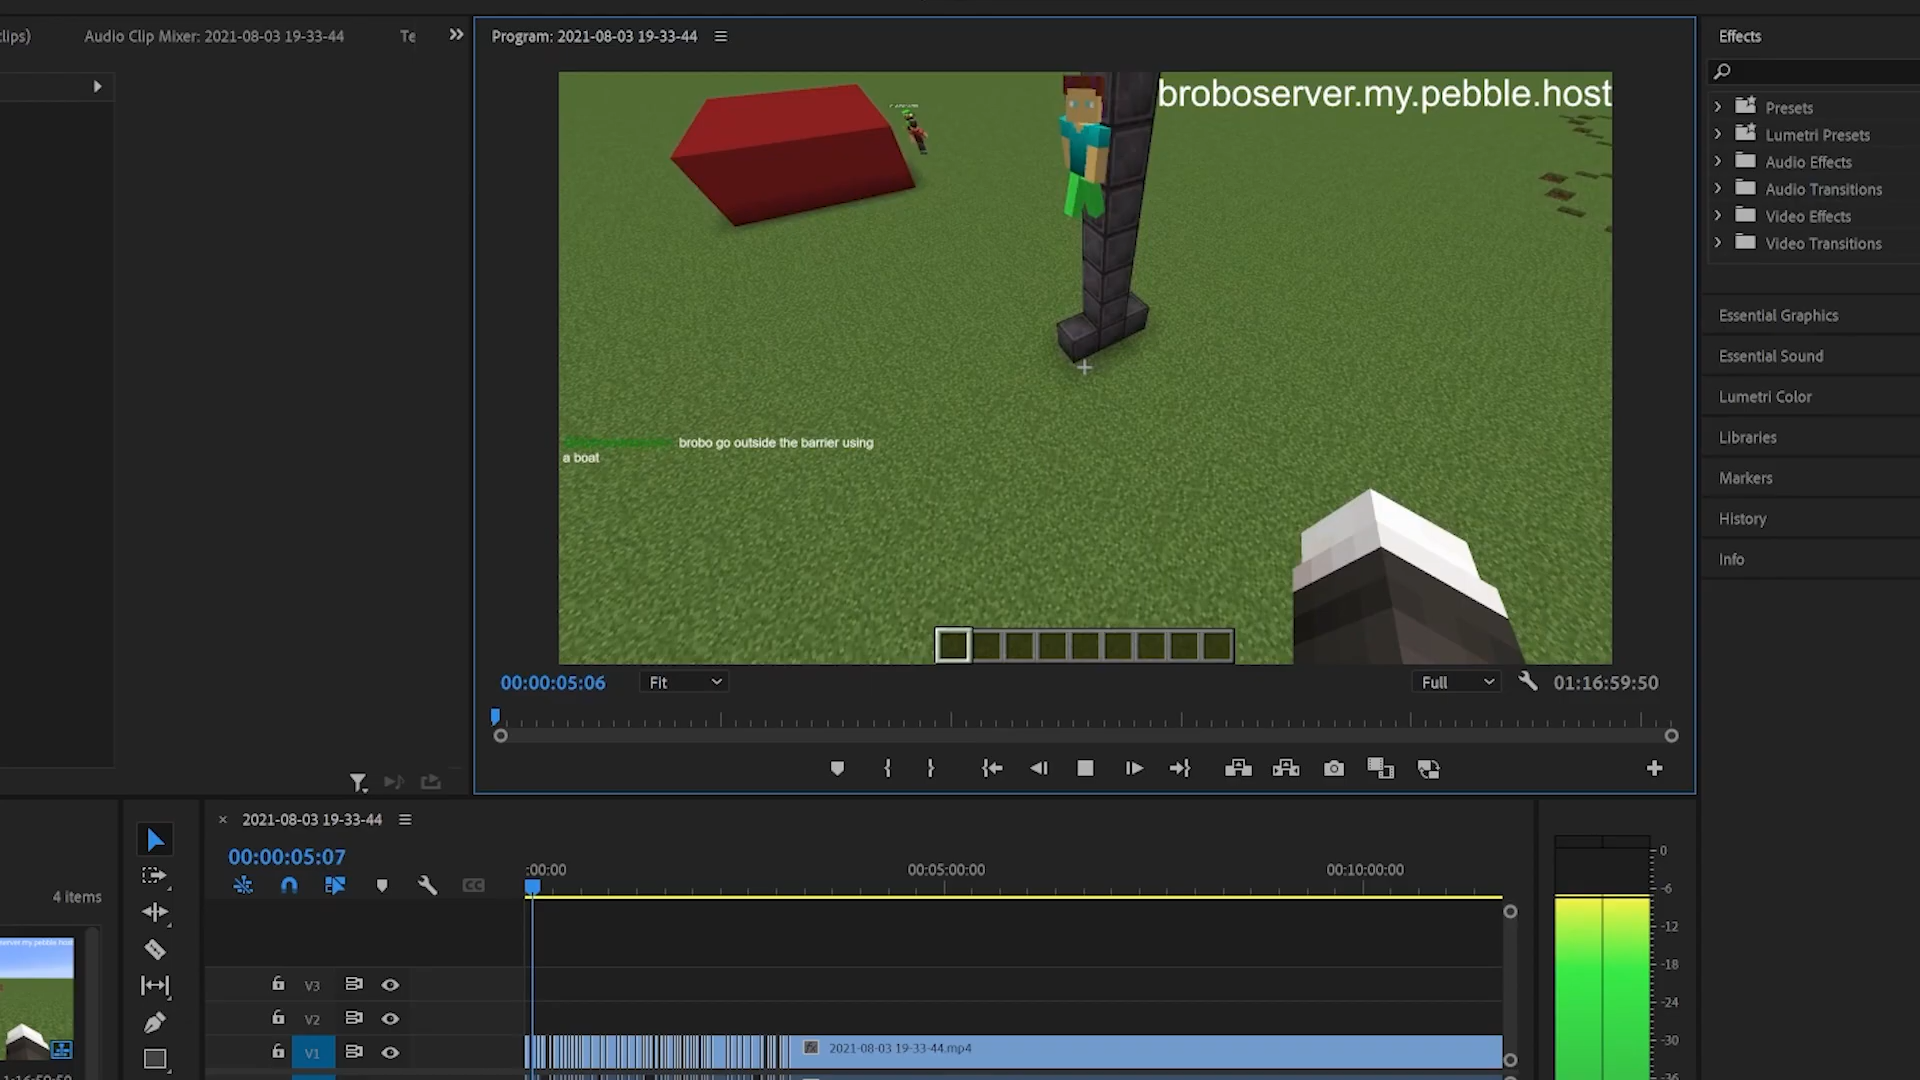 clips)
Audio Clip Mixer: 2021-08-03 19-33-44
Te
Program: 2021-08-03 19-33-44
Effects
broboserver.my.pebble.host
Presets
Lumetri Presets
Audio Effects
Audio Transitions
Video Effects
Video Transitions
Essential Graphics
Essential Sound
Lumetri Color
Libraries
Markers
History
Info
brobo go outside the barrier using
a boat
00:00:05:06
Fit
Full
01:16:59:50
2021-08-03 19-33-44
00:00:05:07
:00:00
00:05:00:00
00:10:00:00
CC
4 items
V3
V2
V1
fx
2021-08-03 19-33-44.mp4
0
-6
-12
-18
-24
-30
-36